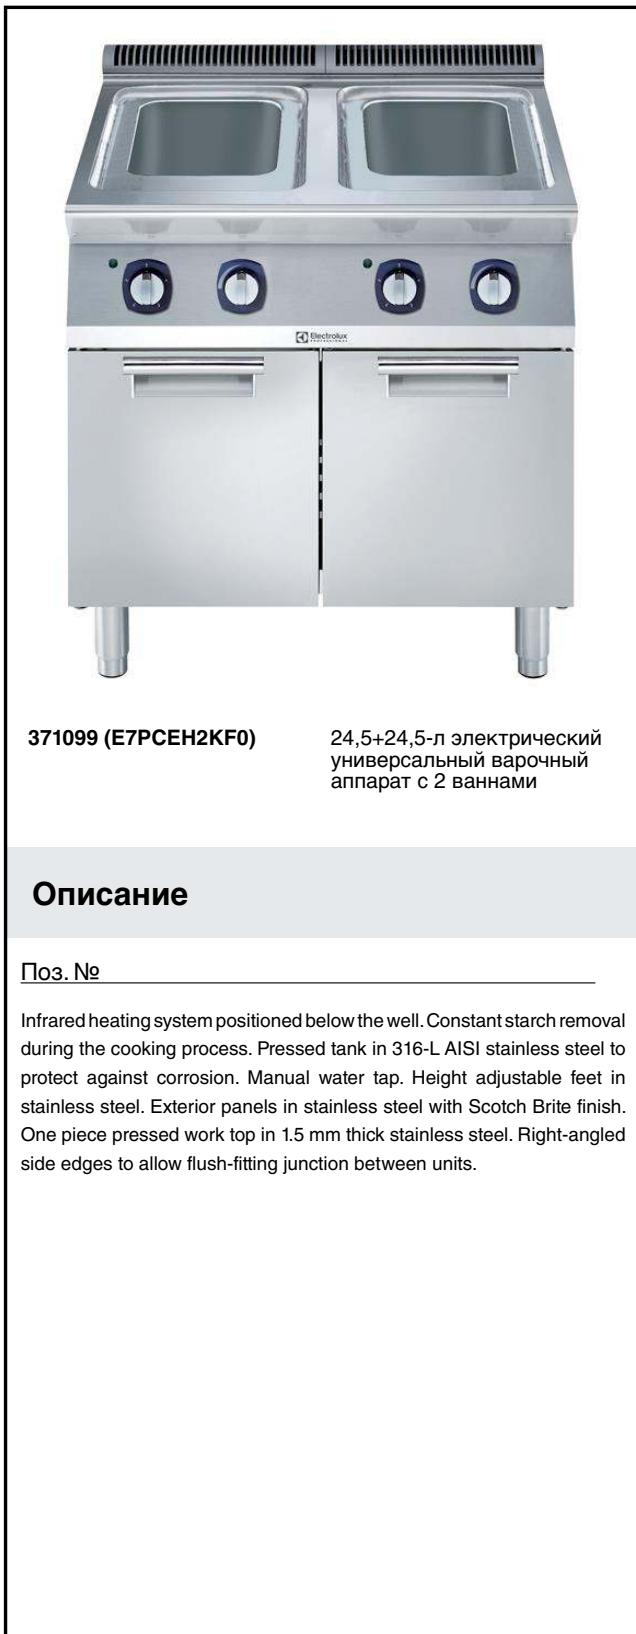 Electrolux
PROFESSIONAL
371099 (E7PCEH2KF0)
24,5+24,5-л электрический
универсальный варочный
аппарат с 2 ваннами
Описание
Поз. №
Infrared heating system positioned below the well. Constant starch removal
during the cooking process. Pressed tank in 316-L AISI stainless steel to
protect against corrosion. Manual water tap. Height adjustable feet in
stainless steel. Exterior panels in stainless steel with Scotch Brite finish.
One piece pressed work top in 1.5 mm thick stainless steel. Right-angled
side edges to allow flush-fitting junction between units.